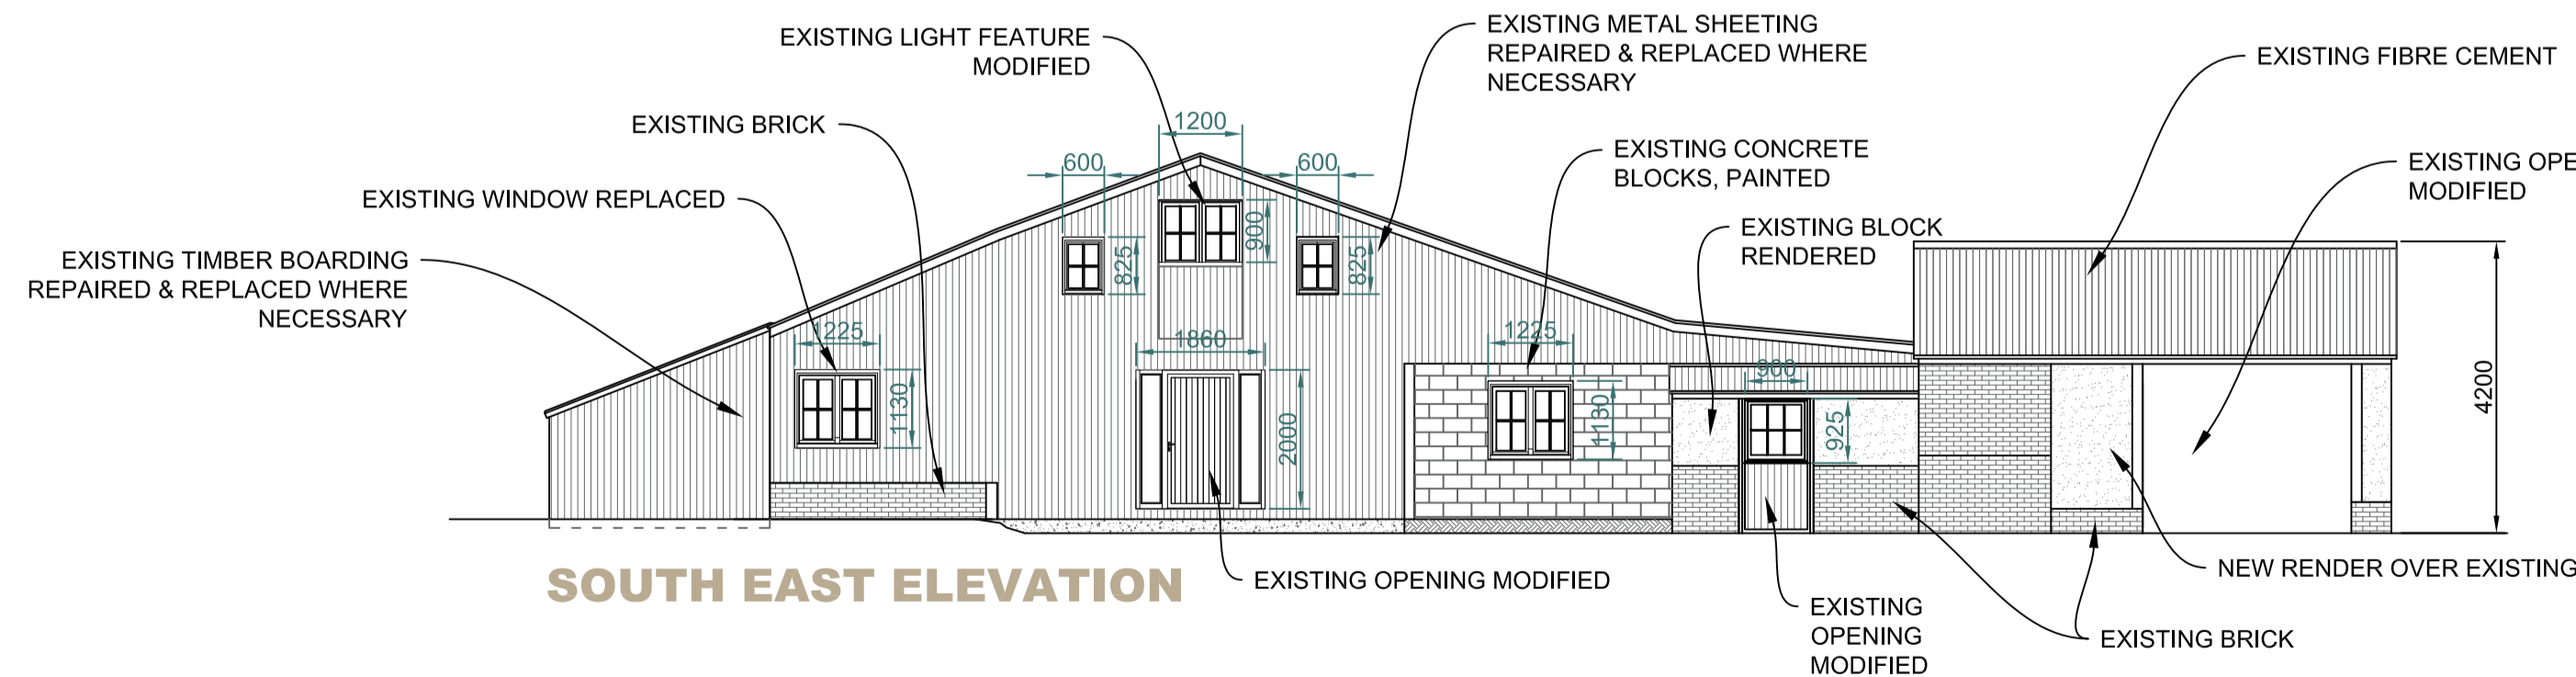 EXISTING LIGHT FEATURE
MODIFIED
EXISTING METAL SHEETING
REPAIRED & REPLACED WHERE
NECESSARY
EXISTING FIBRE CEMENT
EXISTING BRICK
EXISTING WINDOW REPLACED
EXISTING TIMBER BOARDING
REPAIRED & REPLACED WHERE
NECESSARY
EXISTING CONCRETE
BLOCKS, PAINTED
EXISTING OPE
MODIFIED
EXISTING BLOCK
RENDERED
1200
600
600
900
825
825
1225
1860
1225
900
1130
2000
1130
925
4200
SOUTH EAST ELEVATION
EXISTING OPENING MODIFIED
EXISTING
OPENING
MODIFIED
NEW RENDER OVER EXISTING
EXISTING BRICK